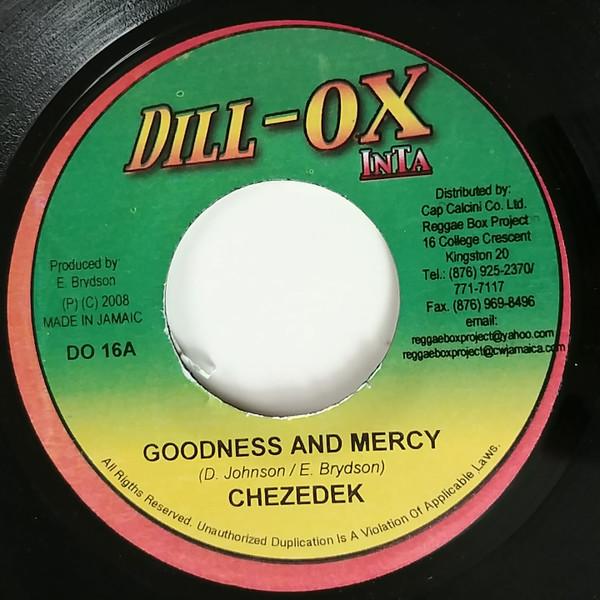 DILL-OX
INTA
Distributed by:
Cap Calcini Co. Ltd.
Reggae Box Project
16 College Crescent
Kingston 20
Tel.: (876) 925-2370/
771-7117
Fax. (876) 969-8496
email:
reggaeboxproject@yahoo.com
reggaeboxproject@cwjamaica.com
Produced by:
E. Brydson
(P) (C) 2008
MADE IN JAMAIC
DO 16A
GOODNESS AND MERCY
(D. Johnson / E. Brydson)
CHEZEDEK
All Rigths Reserved. Unauthorized Duplication Is A Violation Of Applicable Laws.